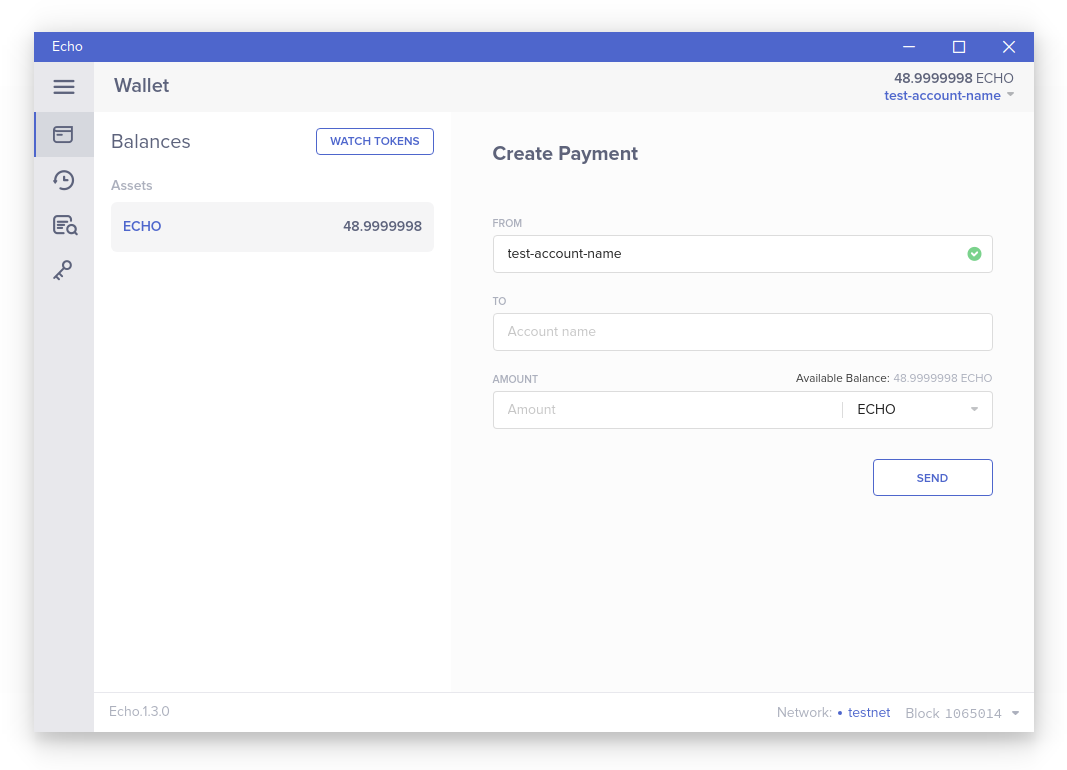 Echo
Wallet
48.9999998 ECHO
test-account-name
Balances
WATCH TOKENS
Assets
ECHO 48.9999998
Create Payment
FROM
test-account-name
TO
Account name
AMOUNT
Available Balance: 48.9999998 ECHO
Amount
ECHO
SEND
Echo.1.3.0
Network: • testnet Block 1065014